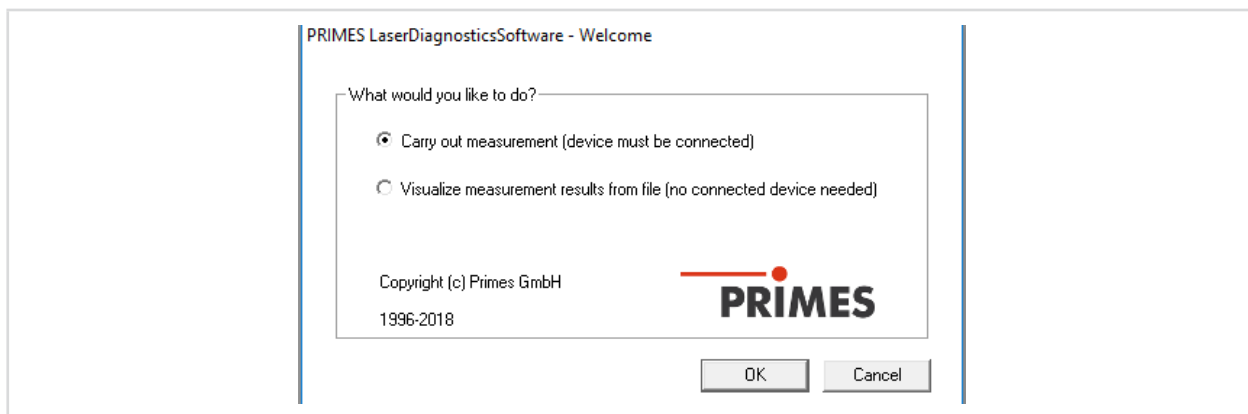 PRIMES LaserDiagnosticsSoftware - Welcome
What would you like to do?
Carry out measurement (device must be connected)
Visualize measurement results from file (no connected device needed)
Copyright (c) Primes GmbH
1996-2018
PRIMES
OK
Cancel